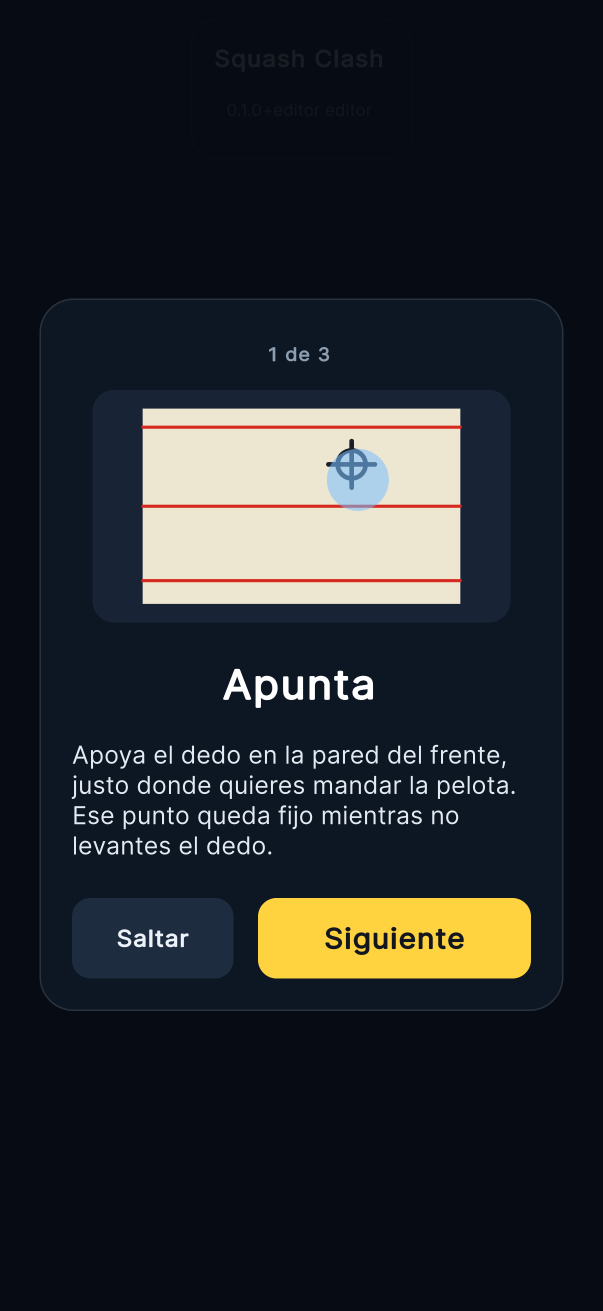 Squash Clash
0.1.0+editor editor
1 de 3
Apunta
Apoya el dedo en la pared del frente,
justo donde quieres mandar la pelota.
Ese punto queda fijo mientras no
levantes el dedo.
Saltar
Siguiente